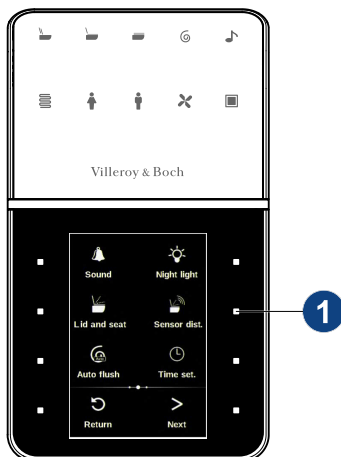 Villeroy & Boch
Sound Night light
Lid and seat Sensor dist.
1
Auto flush Time set.
Return Next